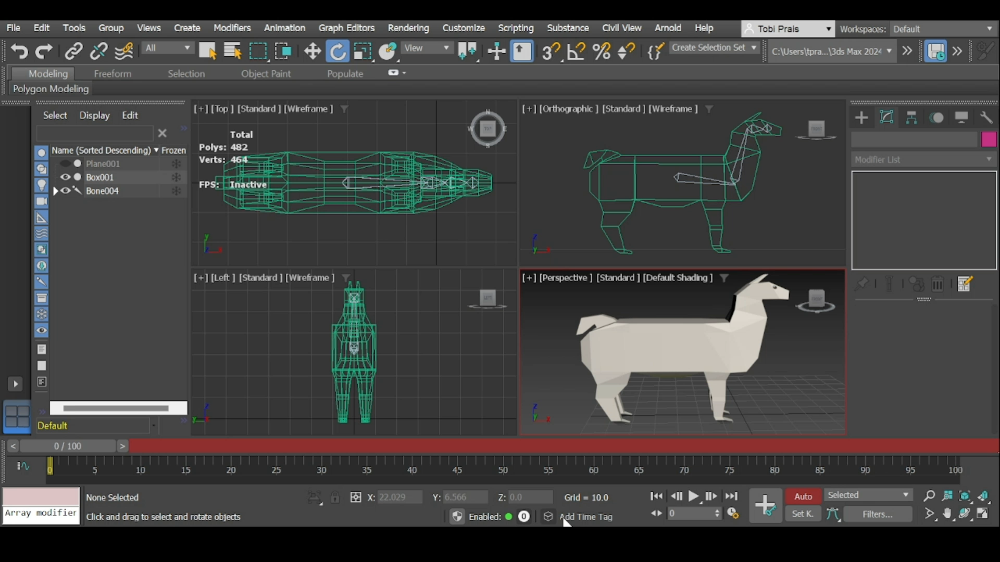 File Edit Tools Group Views Create Modifiers Animation Graph Editors Rendering Customize Scripting Substance Civil View Arnold Help Tobi Prais Workspaces: Default
All View Create Selection Set C:\Users\tpra...\3ds Max 2024
Modeling Freeform Selection Object Paint Populate
Polygon Modeling
Select Display Edit
Name (Sorted Descending) Frozen
Plane001
Box001
Bone004
Default
[+] [Top ] [Standard ] [Wireframe ]
Total
Polys: 482
Verts: 464
FPS: Inactive
N
W TOP E
S
y
z x
[+] [Orthographic ] [Standard ] [Wireframe ]
FRONT
z
y x
Modifier List
[+] [Left ] [Standard ] [Wireframe ]
LEFT
z
y x
[+] [Perspective ] [Standard ] [Default Shading ]
FRONT
z
y x
< 0 / 100 >
0 5 10 15 20 25 30 35 40 45 50 55 60 65 70 75 80 85 90 95 100
None Selected X: 22.029 Y: 6.566 Z: 0.0 Grid = 10.0 Auto Selected
Array modifier Click and drag to select and rotate objects Enabled: 0 Add Time Tag 0 Set K. Filters...